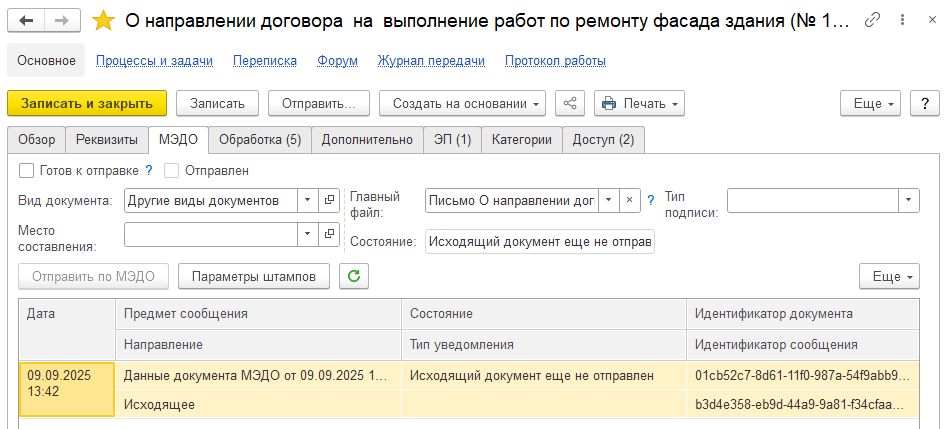 О направлении договора на выполнение работ по ремонту фасада здания (№ 1...
Основное Процессы и задачи Переписка Форум Журнал передачи Протокол работы
Записать и закрыть Записать Отправить... Создать на основании Печать Еще ?
Обзор Реквизиты МЭДО Обработка (5) Дополнительно ЭП (1) Категории Доступ (2)
Готов к отправке ? Отправлен
Вид документа: Другие виды документов Главный файл: Письмо О направлении дог ? Тип подписи:
Место составления: Состояние: Исходящий документ еще не отправ
Отправить по МЭДО Параметры штампов Еще
Дата Предмет сообщения Состояние Идентификатор документа
Направление Тип уведомления Идентификатор сообщения
09.09.2025 13:42 Данные документа МЭДО от 09.09.2025 1... Исходящий документ еще не отправлен 01cb52c7-8d61-11f0-987a-54f9abb9...
Исходящее b3d4e358-eb9d-44a9-9a81-f34cfaa...